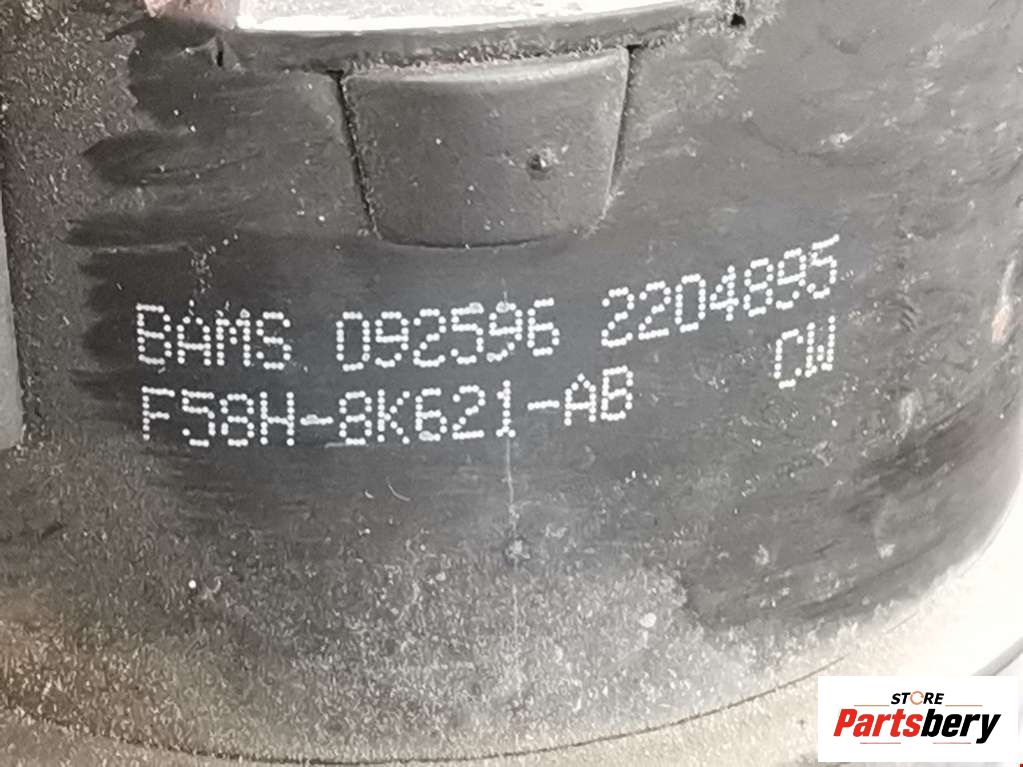 BAMS 092596 2204895
F58H-8K621-AB CW
STORE
Partsbery